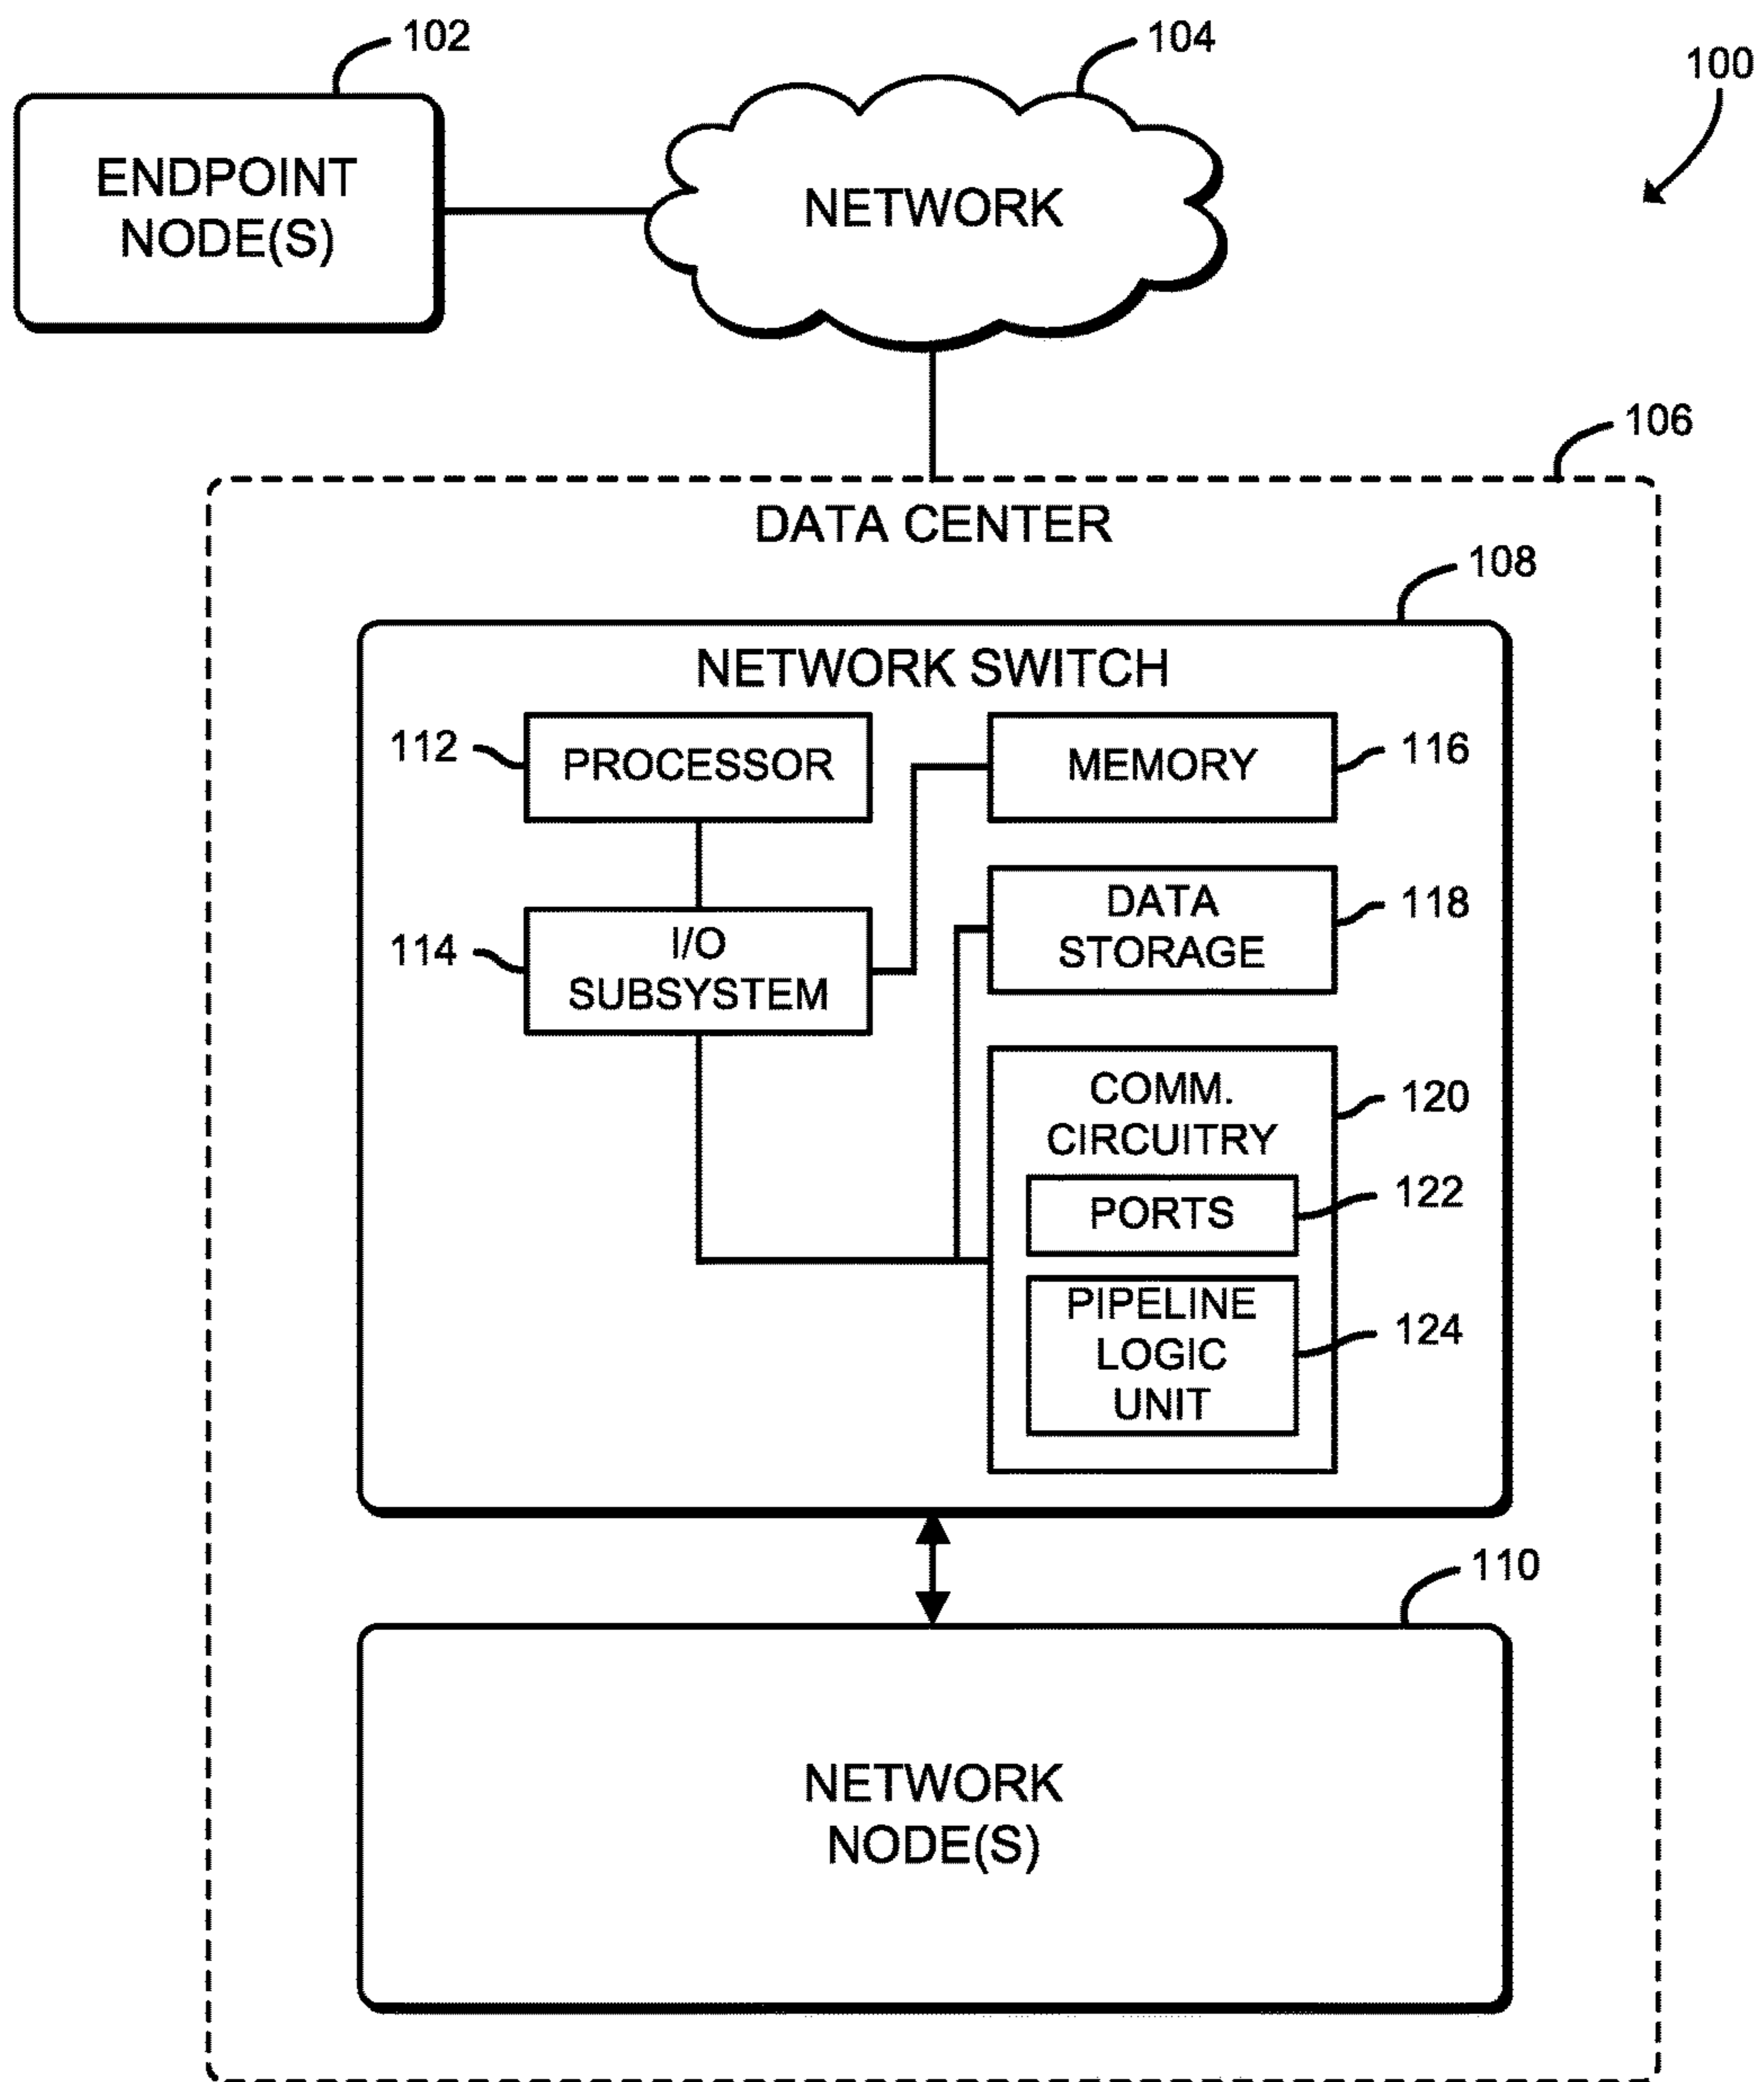 102
104
100
ENDPOINT
NODE(S)
NETWORK
106
DATA CENTER
108
NETWORK SWITCH
112
PROCESSOR
MEMORY
116
114
I/O
SUBSYSTEM
DATA
STORAGE
118
COMM.
CIRCUITRY
120
PORTS
122
PIPELINE
LOGIC
UNIT
124
110
NETWORK
NODE(S)